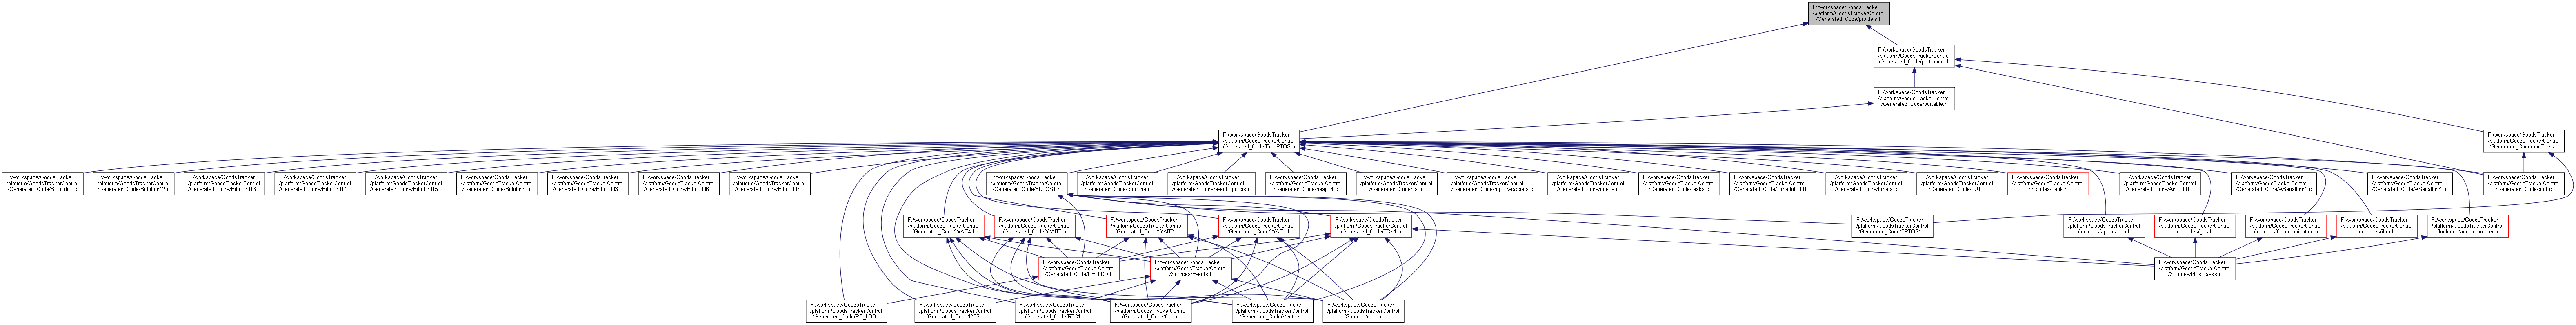 F:/workspace/GoodsTracker
/platform/GoodsTrackerControl
/Generated_Code/projdefs.h
F:/workspace/GoodsTracker
/platform/GoodsTrackerControl
/Generated_Code/portmacro.h
F:/workspace/GoodsTracker
/platform/GoodsTrackerControl
/Generated_Code/portable.h
F:/workspace/GoodsTracker
/platform/GoodsTrackerControl
/Generated_Code/FreeRTOS.h
F:/workspace/GoodsTracker
/platform/GoodsTrackerControl
/Generated_Code/portTicks.h
F:/workspace/GoodsTracker
/platform/GoodsTrackerControl
/Generated_Code/BitIoLdd1.c
F:/workspace/GoodsTracker
/platform/GoodsTrackerControl
/Generated_Code/BitIoLdd12.c
F:/workspace/GoodsTracker
/platform/GoodsTrackerControl
/Generated_Code/BitIoLdd13.c
F:/workspace/GoodsTracker
/platform/GoodsTrackerControl
/Generated_Code/BitIoLdd14.c
F:/workspace/GoodsTracker
/platform/GoodsTrackerControl
/Generated_Code/BitIoLdd15.c
F:/workspace/GoodsTracker
/platform/GoodsTrackerControl
/Generated_Code/BitIoLdd2.c
F:/workspace/GoodsTracker
/platform/GoodsTrackerControl
/Generated_Code/BitIoLdd3.c
F:/workspace/GoodsTracker
/platform/GoodsTrackerControl
/Generated_Code/BitIoLdd6.c
F:/workspace/GoodsTracker
/platform/GoodsTrackerControl
/Generated_Code/BitIoLdd7.c
F:/workspace/GoodsTracker
/platform/GoodsTrackerControl
/Generated_Code/FRTOS1.h
F:/workspace/GoodsTracker
/platform/GoodsTrackerControl
/Generated_Code/croutine.c
F:/workspace/GoodsTracker
/platform/GoodsTrackerControl
/Generated_Code/event_groups.c
F:/workspace/GoodsTracker
/platform/GoodsTrackerControl
/Generated_Code/heap_4.c
F:/workspace/GoodsTracker
/platform/GoodsTrackerControl
/Generated_Code/list.c
F:/workspace/GoodsTracker
/platform/GoodsTrackerControl
/Generated_Code/mpu_wrappers.c
F:/workspace/GoodsTracker
/platform/GoodsTrackerControl
/Generated_Code/queue.c
F:/workspace/GoodsTracker
/platform/GoodsTrackerControl
/Generated_Code/tasks.c
F:/workspace/GoodsTracker
/platform/GoodsTrackerControl
/Generated_Code/TimerIntLdd1.c
F:/workspace/GoodsTracker
/platform/GoodsTrackerControl
/Generated_Code/timers.c
F:/workspace/GoodsTracker
/platform/GoodsTrackerControl
/Generated_Code/TU1.c
F:/workspace/GoodsTracker
/platform/GoodsTrackerControl
/Includes/Tank.h
F:/workspace/GoodsTracker
/platform/GoodsTrackerControl
/Generated_Code/AdcLdd1.c
F:/workspace/GoodsTracker
/platform/GoodsTrackerControl
/Generated_Code/ASerialLdd1.c
F:/workspace/GoodsTracker
/platform/GoodsTrackerControl
/Generated_Code/ASerialLdd2.c
F:/workspace/GoodsTracker
/platform/GoodsTrackerControl
/Generated_Code/port.c
F:/workspace/GoodsTracker
/platform/GoodsTrackerControl
/Generated_Code/WAIT4.h
F:/workspace/GoodsTracker
/platform/GoodsTrackerControl
/Generated_Code/WAIT3.h
F:/workspace/GoodsTracker
/platform/GoodsTrackerControl
/Generated_Code/WAIT2.h
F:/workspace/GoodsTracker
/platform/GoodsTrackerControl
/Generated_Code/WAIT1.h
F:/workspace/GoodsTracker
/platform/GoodsTrackerControl
/Generated_Code/TSK1.h
F:/workspace/GoodsTracker
/platform/GoodsTrackerControl
/Generated_Code/FRTOS1.c
F:/workspace/GoodsTracker
/platform/GoodsTrackerControl
/Includes/application.h
F:/workspace/GoodsTracker
/platform/GoodsTrackerControl
/Includes/gps.h
F:/workspace/GoodsTracker
/platform/GoodsTrackerControl
/Includes/Communication.h
F:/workspace/GoodsTracker
/platform/GoodsTrackerControl
F:/workspace/GoodsTracker
/platform/GoodsTrackerControl
/Includes/accelerometer.h
F:/workspace/GoodsTracker
/platform/GoodsTrackerControl
/Generated_Code/PE_LDD.h
F:/workspace/GoodsTracker
/platform/GoodsTrackerControl
/Sources/Events.h
F:/workspace/GoodsTracker
/platform/GoodsTrackerControl
/Sources/rtos_tasks.c
F:/workspace/GoodsTracker
/platform/GoodsTrackerControl
/Generated_Code/PE_LDD.c
F:/workspace/GoodsTracker
/platform/GoodsTrackerControl
/Generated_Code/I2C2.c
F:/workspace/GoodsTracker
/platform/GoodsTrackerControl
/Generated_Code/RTC1.c
F:/workspace/GoodsTracker
/platform/GoodsTrackerControl
/Generated_Code/Cpu.c
F:/workspace/GoodsTracker
/platform/GoodsTrackerControl
/Generated_Code/Vectors.c
F:/workspace/GoodsTracker
/platform/GoodsTrackerControl
/Sources/main.c